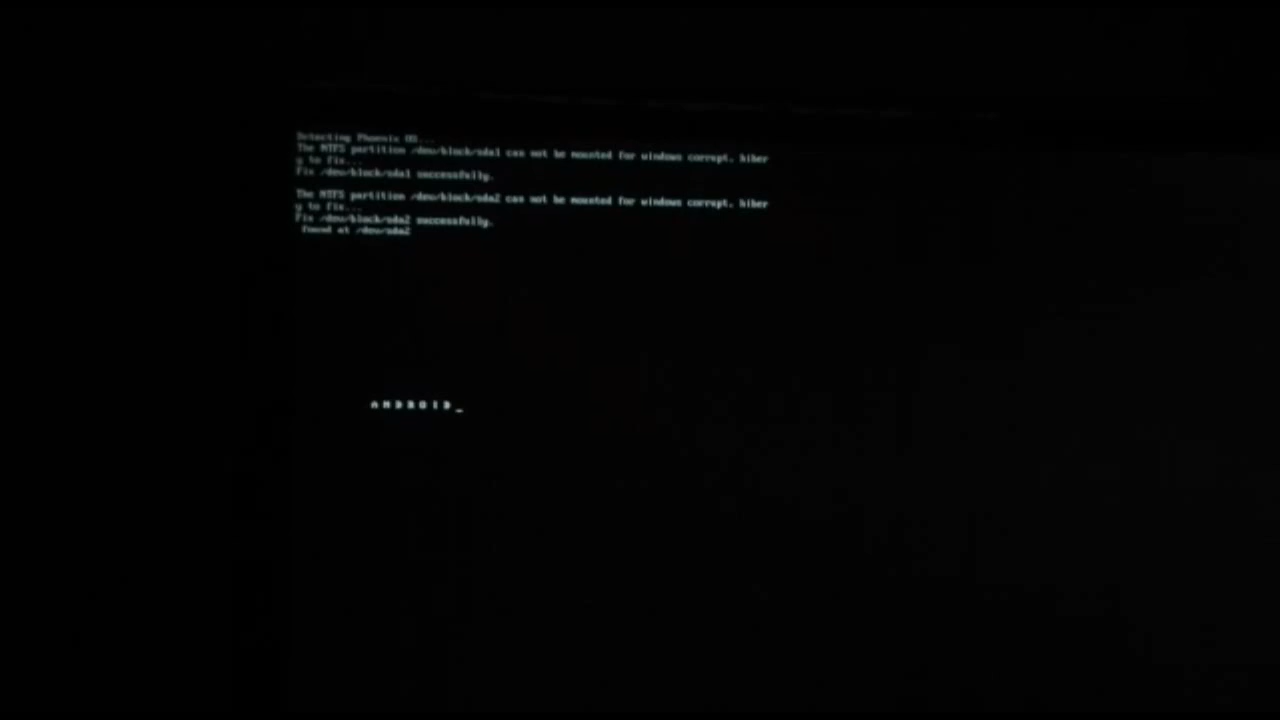 Detecting Phoenix OS...
The NTFS partition /dev/block/sda1 can not be mounted for windows corrupt, hiber
y to fix...
Fix /dev/block/sda1 successfully.
The NTFS partition /dev/block/sda2 can not be mounted for windows corrupt, hiber
y to fix...
Fix /dev/block/sda2 successfully.
found at /dev/sda2
A N D R O I D _